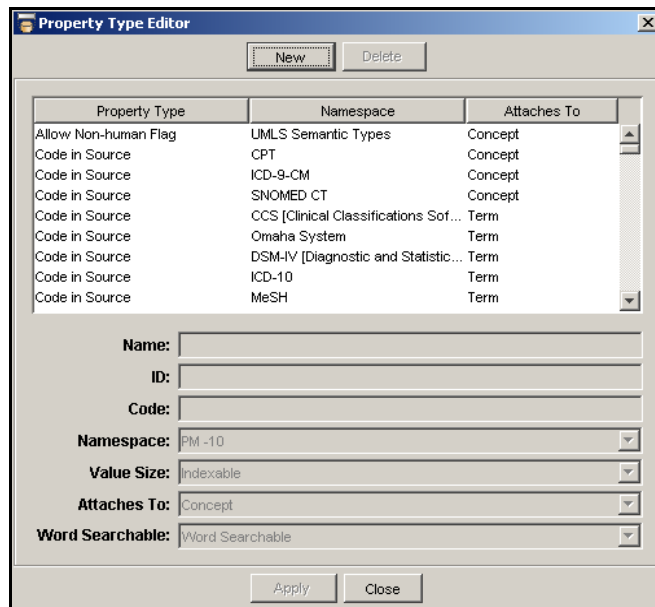 Property Type Editor
New Delete
Property Type Namespace Attaches To
Allow Non-human Flag UMLS Semantic Types Concept
Code in Source CPT Concept
Code in Source ICD-9-CM Concept
Code in Source SNOMED CT Concept
Code in Source CCS [Clinical Classifications Sof... Term
Code in Source Omaha System Term
Code in Source DSM-IV [Diagnostic and Statistic... Term
Code in Source ICD-10 Term
Code in Source MeSH Term
Name:
ID:
Code:
Namespace: PM -10
Value Size: Indexable
Attaches To: Concept
Word Searchable: Word Searchable
Apply Close